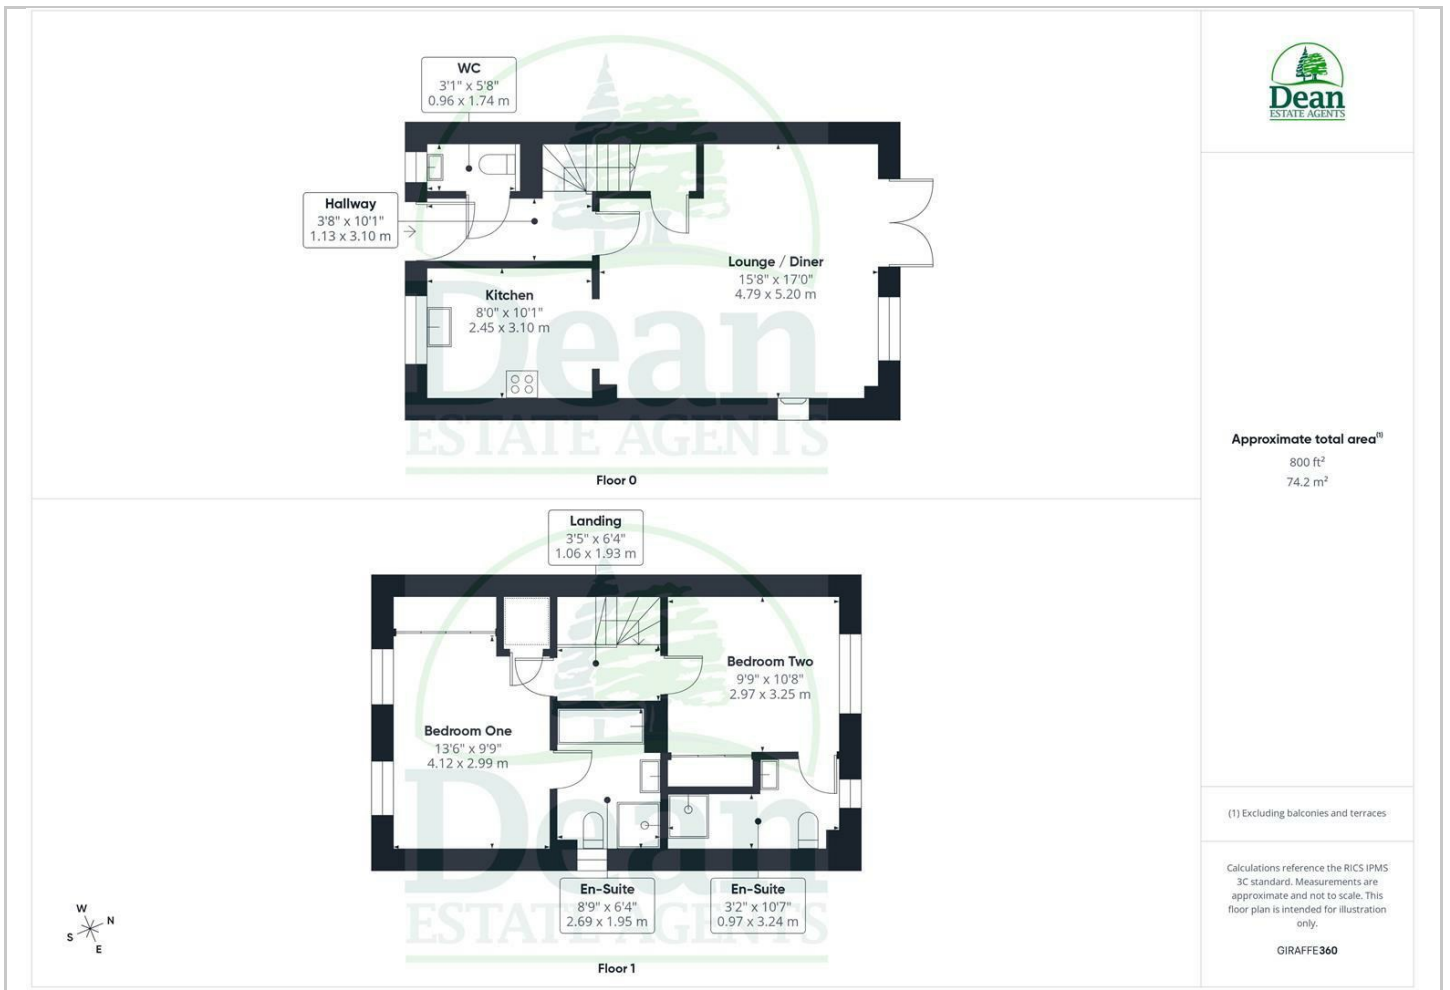 WC
3'1" x 5'8"
0.96 x 1.74 m
Hallway
3'8" x 10'1"
1.13 x 3.10 m
Kitchen
8'0" x 10'1"
2.45 x 3.10 m
Lounge / Diner
15'8" x 17'0"
4.79 x 5.20 m
Dean
ESTATE AGENTS
Floor 0
Landing
3'5" x 6'4"
1.06 x 1.93 m
Bedroom One
13'6" x 9'9"
4.12 x 2.99 m
Bedroom Two
9'9" x 10'8"
2.97 x 3.25 m
Dean
En-Suite
8'9" x 6'4"
2.69 x 1.95 m
En-Suite
3'2" x 10'7"
0.97 x 3.24 m
ESTATE AGENTS
Floor 1
W
N
S
E
Dean
ESTATE AGENTS
Approximate total area(1)
800 ft²
74.2 m²
(1) Excluding balconies and terraces
Calculations reference the RICS IPMS
3C standard. Measurements are
approximate and not to scale. This
floor plan is intended for illustration
only.
GIRAFFE360